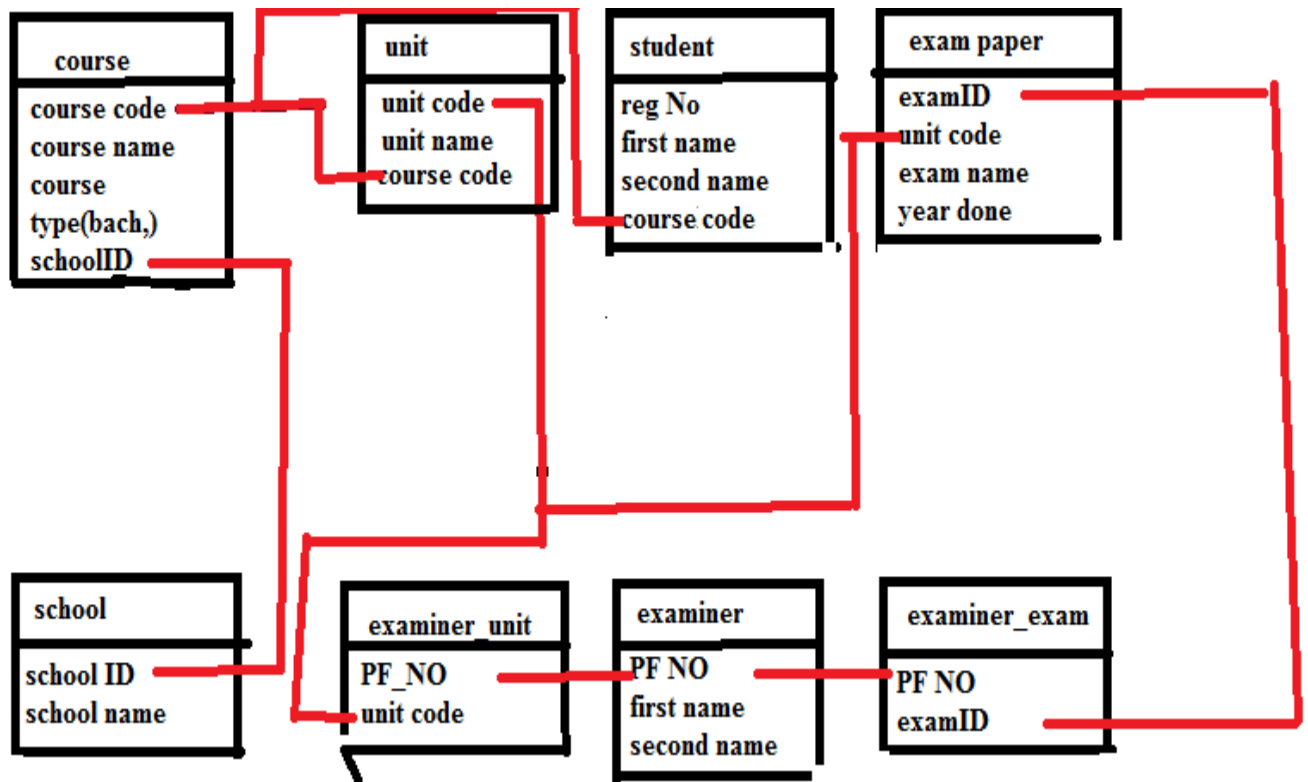 course
course code
course name
course
type(bach,)
schoolID
unit
unit code
unit name
course code
student
reg No
first name
second name
course code
exam paper
examID
unit code
exam name
year done
school
school ID
school name
examiner_unit
PF_NO
unit code
examiner
PF NO
first name
second name
examiner_exam
PF NO
examID